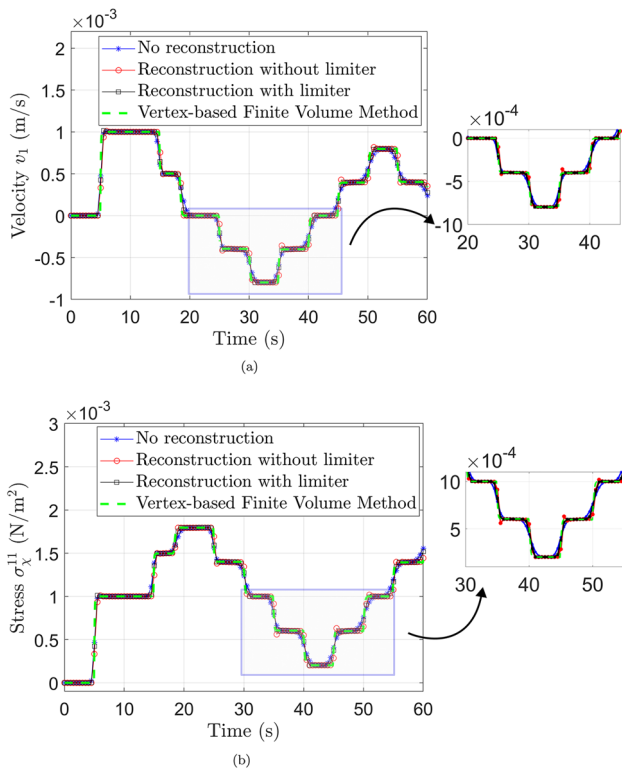 ×10⁻³
2
1.5
1
0.5
0
-0.5
-1
Velocity v₁ (m/s)
No reconstruction
Reconstruction without limiter
Reconstruction with limiter
Vertex-based Finite Volume Method
0 10 20 30 40 50 60
Time (s)
×10⁻⁴
0
-5
-10
20 30 40
(a)
×10⁻³
3
2.5
2
1.5
1
0.5
0
Stress σ_χ^11 (N/m²)
No reconstruction
Reconstruction without limiter
Reconstruction with limiter
Vertex-based Finite Volume Method
0 10 20 30 40 50 60
Time (s)
×10⁻⁴
10
5
30 40 50
(b)